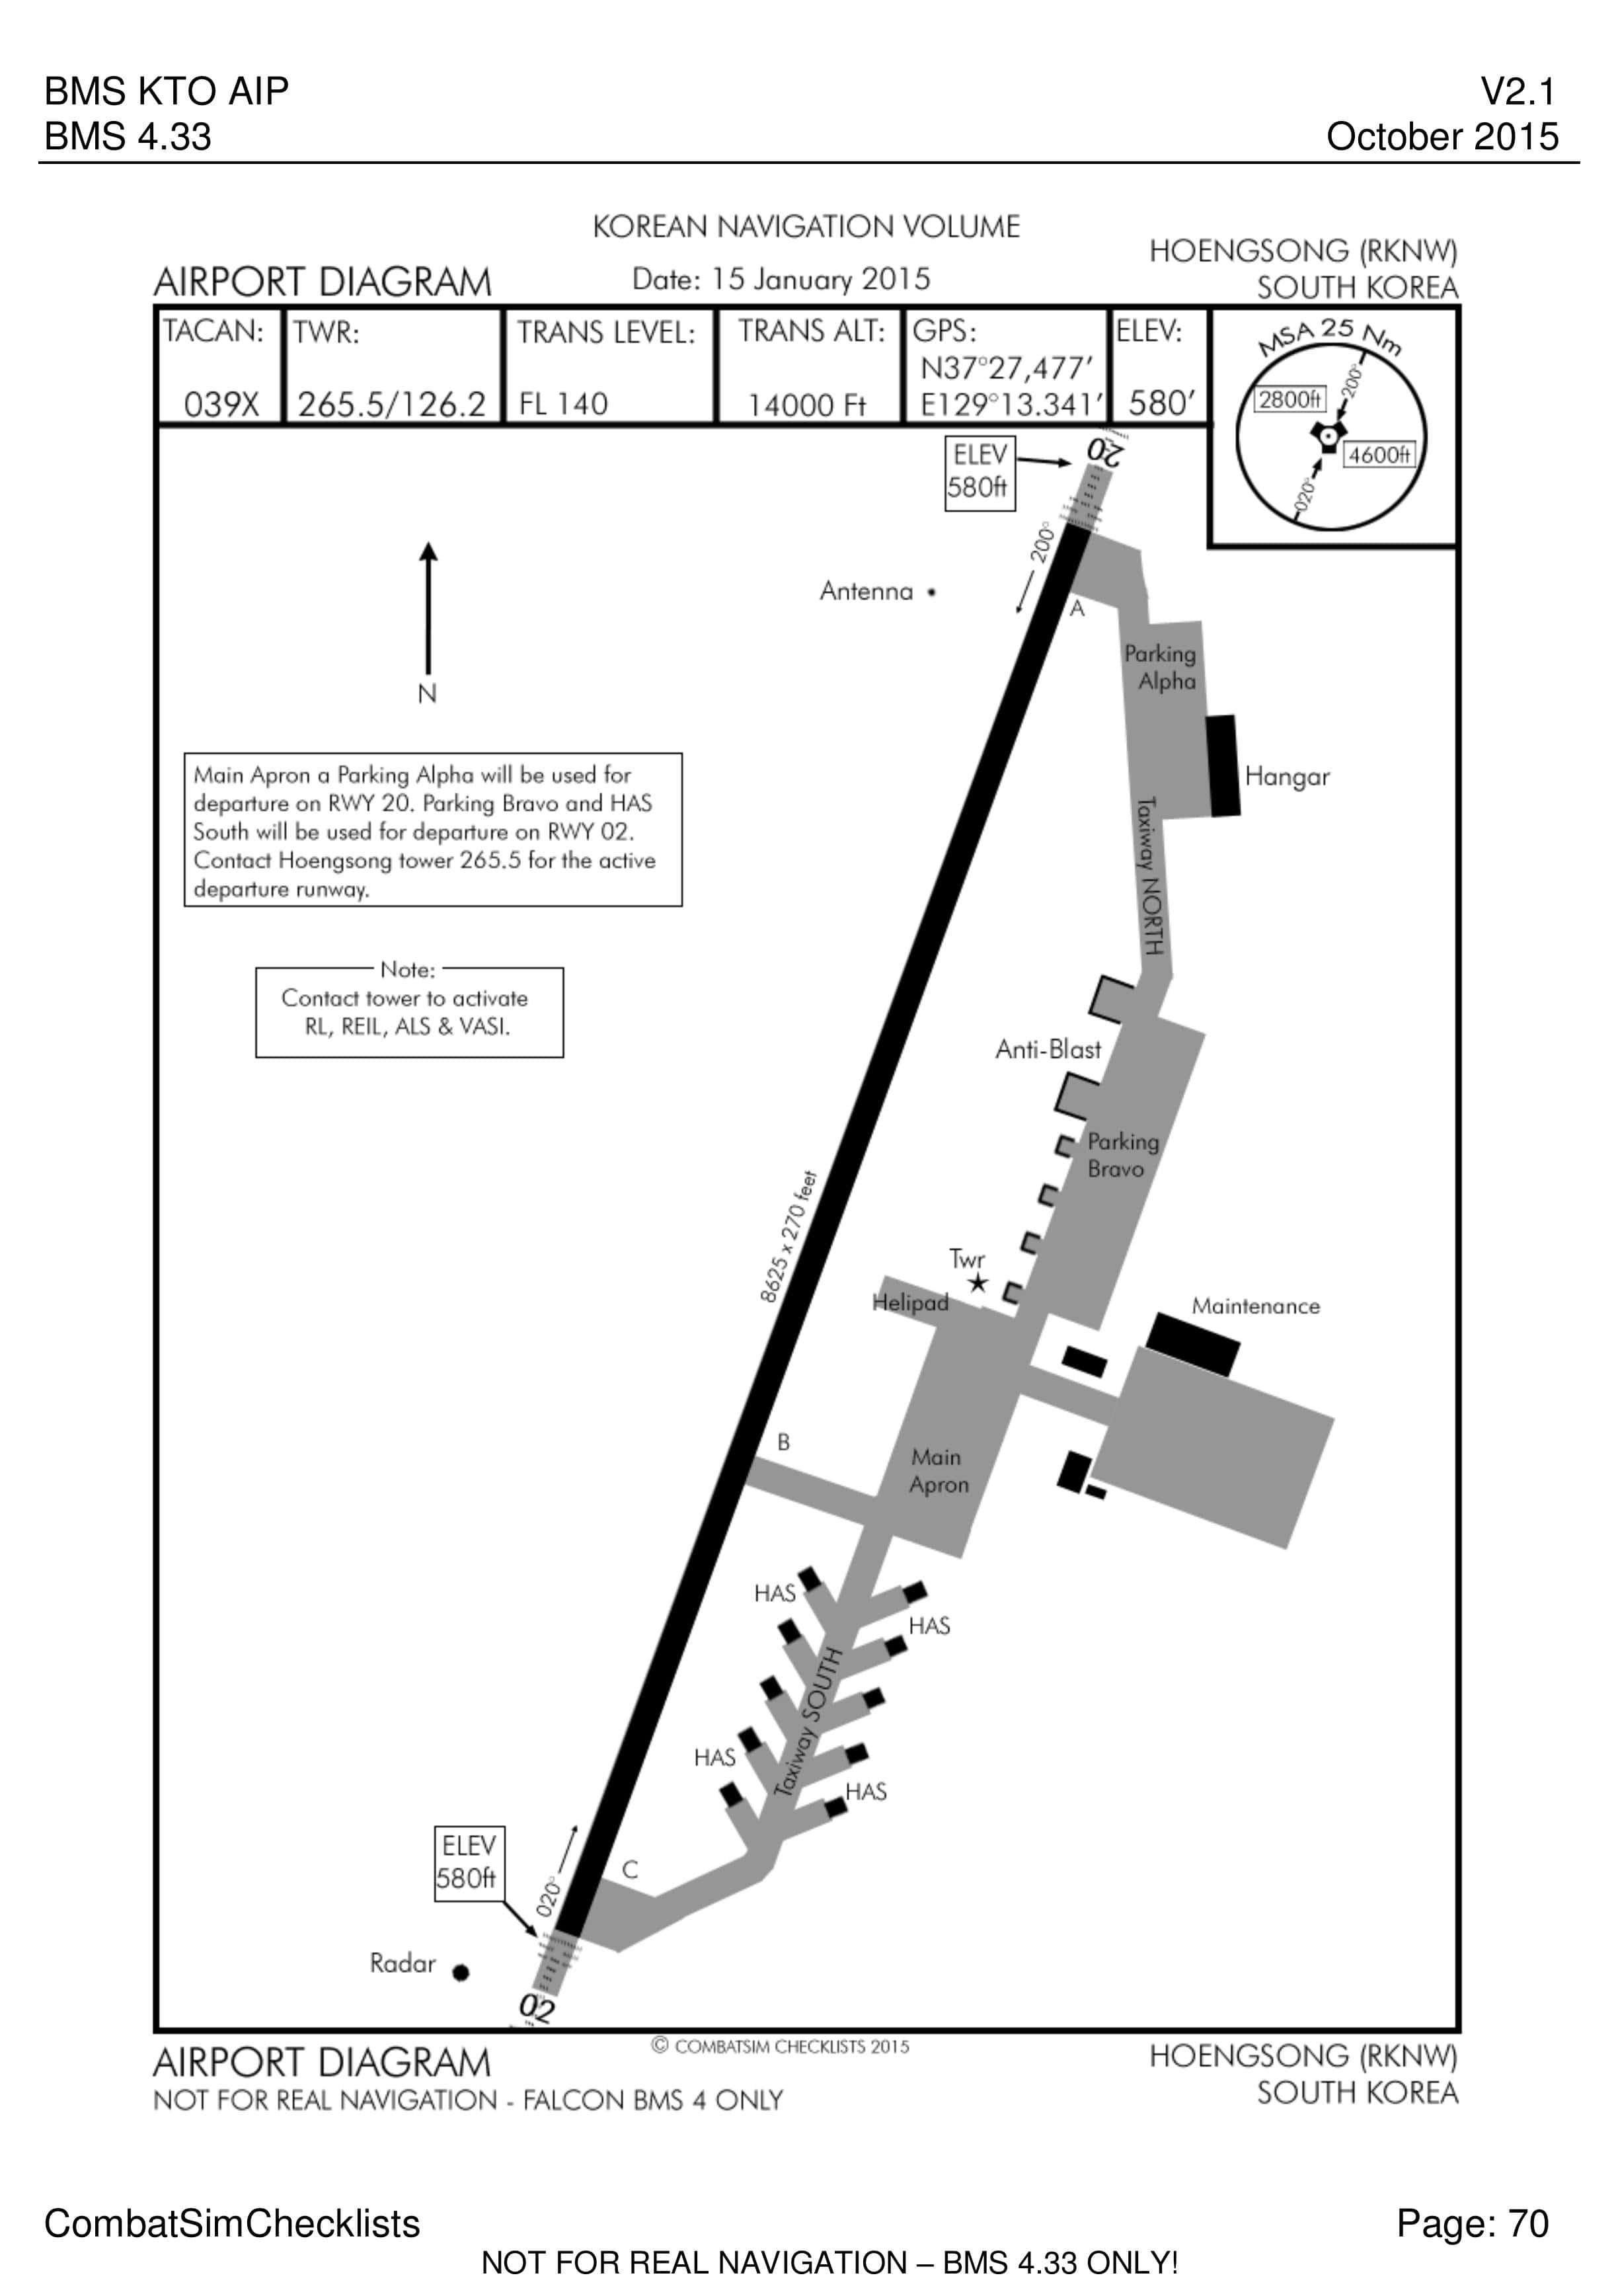 BMS KTO AIP
V2.1
BMS 4.33
October 2015
KOREAN NAVIGATION VOLUME
HOENGSONG (RKNW)
AIRPORT DIAGRAM
Date: 15 January 2015
SOUTH KOREA
TACAN:
TWR:
TRANS LEVEL:
TRANS ALT:
GPS:
ELEV:
N37°27,477’
039X
265.5/126.2
FL 140
14000 Ft
E129°13.341’
580’
MSA 25 Nm
200°
2800ft
4600ft
020°
20
ELEV
580ft
200°
Antenna
A
Parking
Alpha
N
Main Apron a Parking Alpha will be used for
departure on RWY 20. Parking Bravo and HAS
South will be used for departure on RWY 02.
Contact Hoengsong tower 265.5 for the active
departure runway.
Hangar
Taxiway NORTH
Note:
Contact tower to activate
RL, REIL, ALS & VASI.
Anti-Blast
Parking
Bravo
8625 x 270 feet
Twr
Helipad
Maintenance
B
Main
Apron
HAS
HAS
Taxiway SOUTH
HAS
HAS
ELEV
580ft
020°
C
Radar
02
© COMBATSIM CHECKLISTS 2015
AIRPORT DIAGRAM
HOENGSONG (RKNW)
NOT FOR REAL NAVIGATION - FALCON BMS 4 ONLY
SOUTH KOREA
CombatSimChecklists
Page: 70
NOT FOR REAL NAVIGATION – BMS 4.33 ONLY!